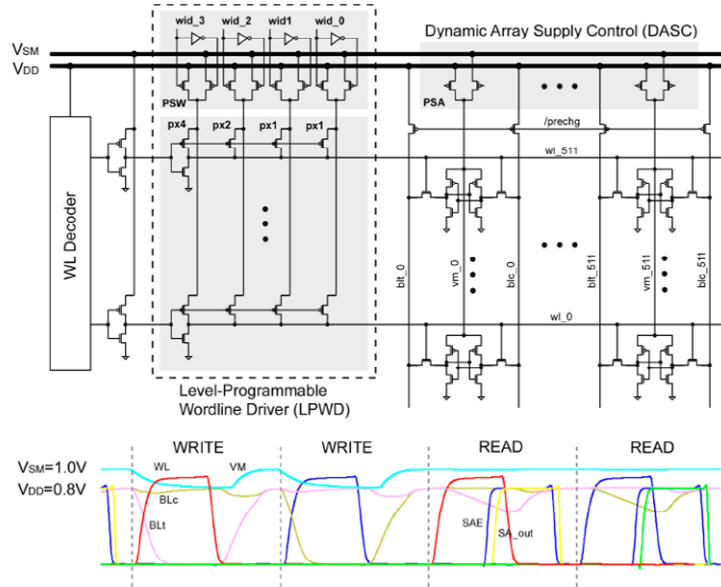 wid_3 wid_2 wid1 wid_0
Dynamic Array Supply Control (DASC)
VSM
VDD
PSW
PSA
px4 px2 px1 px1
/prechg
wl_511
WL Decoder
blt_0
vm_0
blc_0
blt_511
vm_511
blc_511
wl_0
Level-Programmable
Wordline Driver (LPWD)
WRITE WRITE READ READ
VSM=1.0V
WL VM
VDD=0.8V
BLc
BLt
SAE
SA_out